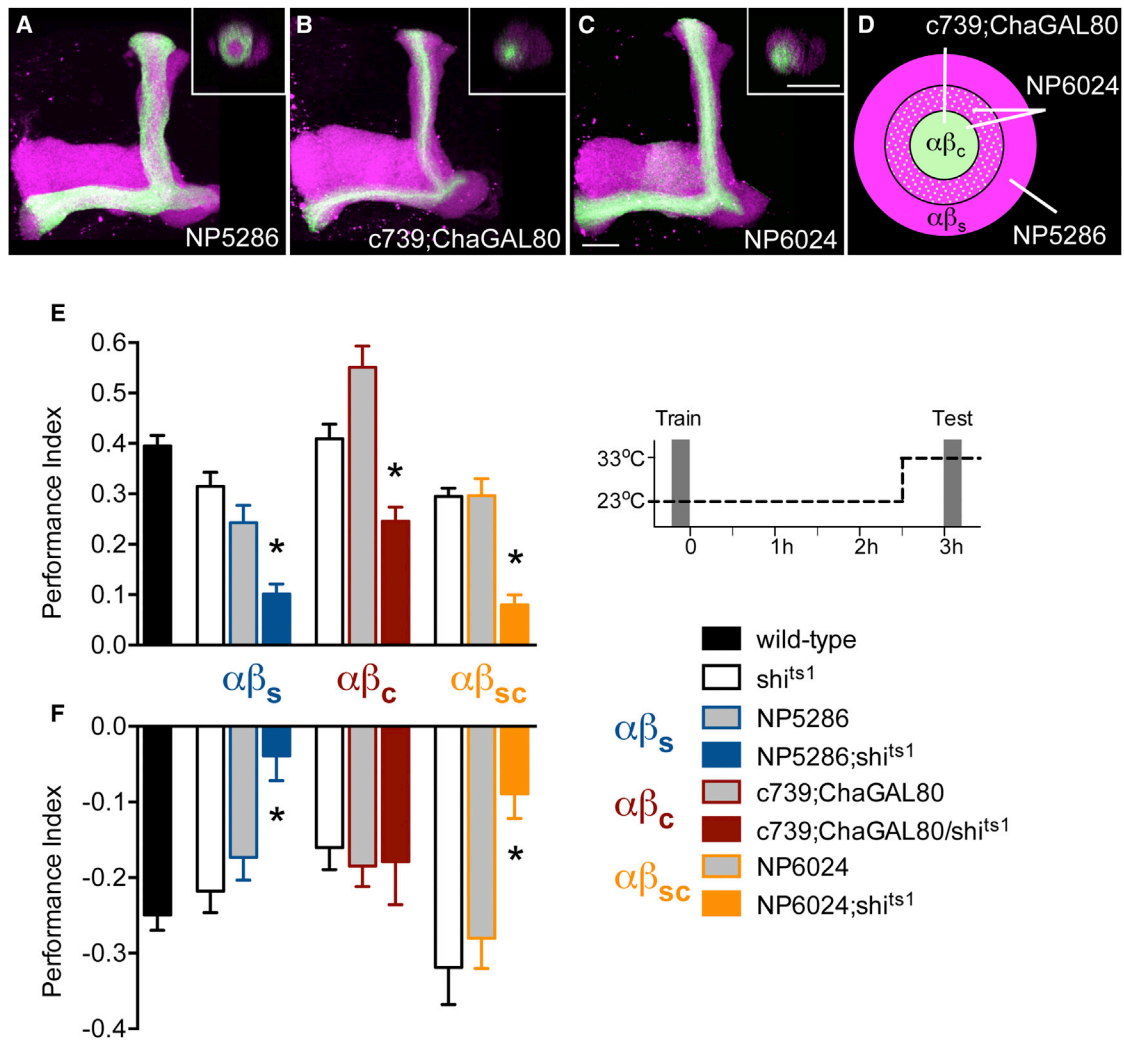 A
NP5286
B
c739;ChaGAL80
C
NP6024
D
c739;ChaGAL80
NP6024
αβc
αβs
NP5286
E
Performance Index
0.6
0.5
0.4
0.3
0.2
0.1
0.0
*
*
*
αβs
αβc
αβsc
F
Performance Index
0.0
-0.1
-0.2
-0.3
-0.4
*
*
Train
Test
33°C
23°C
0
1h
2h
3h
wild-type
shits1
αβs
NP5286
NP5286;shits1
αβc
c739;ChaGAL80
c739;ChaGAL80/shits1
αβsc
NP6024
NP6024;shits1